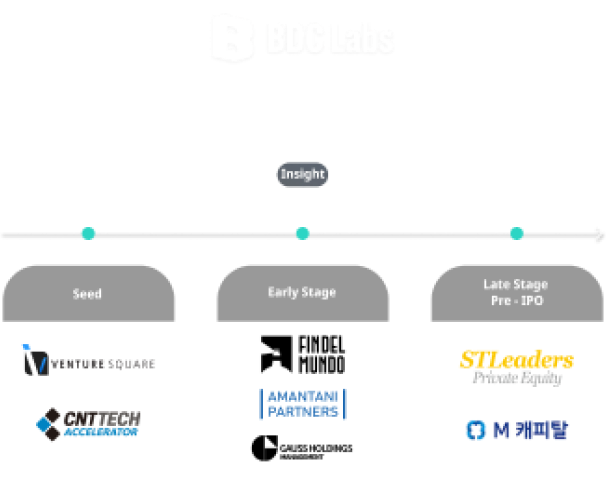 BDC Labs
Insight
Seed
Early Stage
Late Stage
Pre - IPO
VENTURE SQUARE
CNTTECH
ACCELERATOR
FINDEL
MUNDO
AMANTANI
PARTNERS
GAUSS HOLDINGS
MANAGEMENT
STLeaders
Private Equity
M 캐피탈